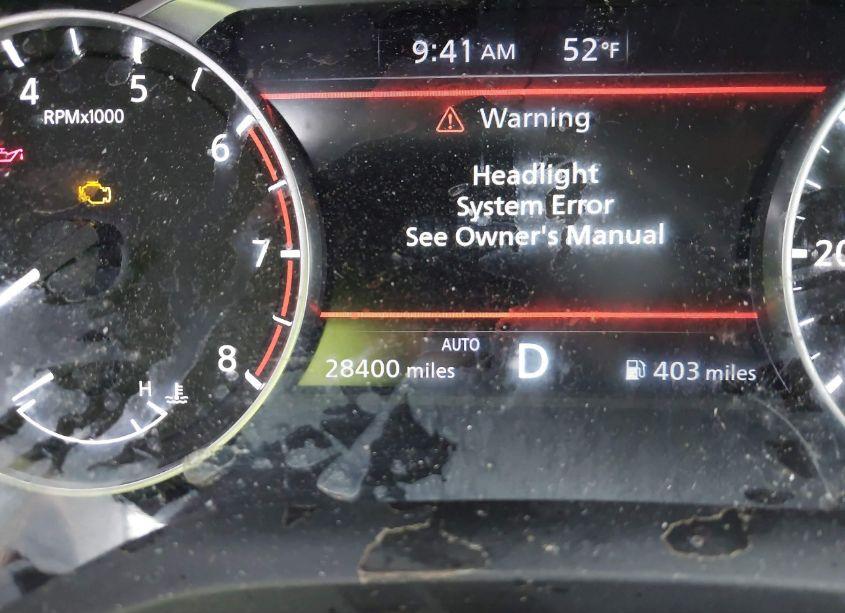 9:41 AM 52°F
4 5
RPMx1000
6
Warning
Headlight
System Error
See Owner's Manual
7
20
8
H
AUTO
28400 miles D 403 miles